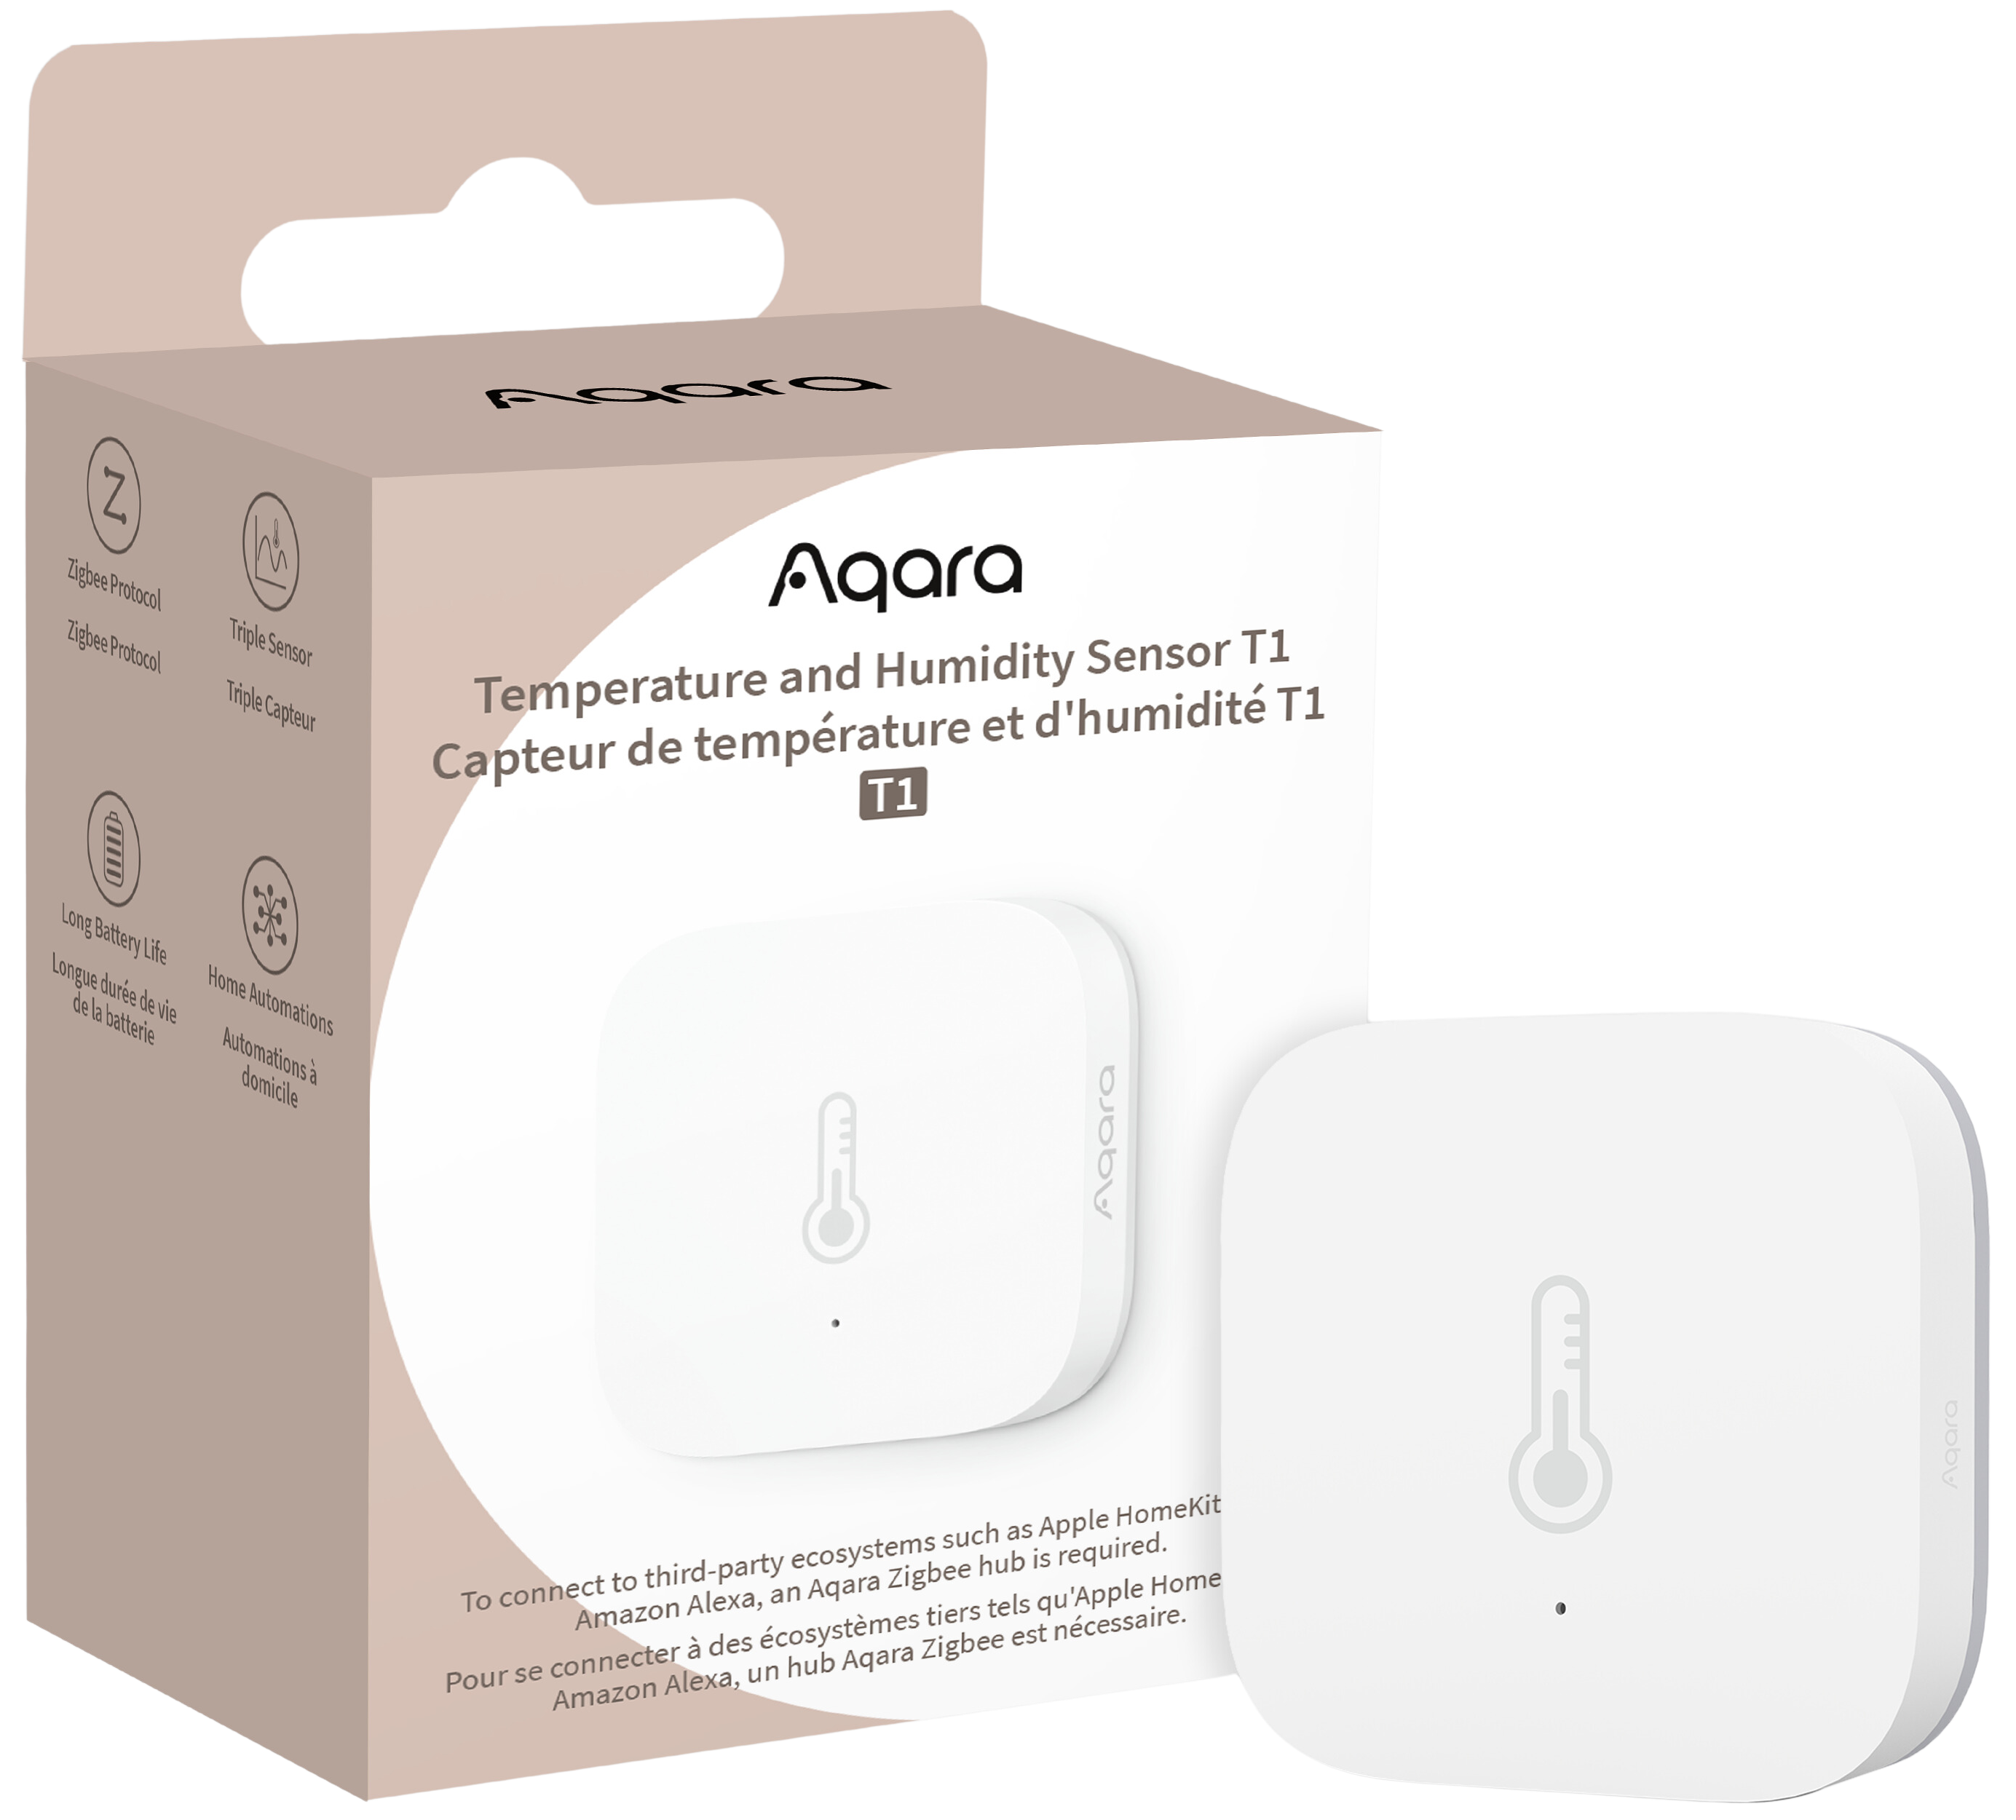 Aqara
Zigbee Protocol
Zigbee Protocol
Triple Sensor
Triple Capteur
Long Battery Life
Longue durée de vie
de la batterie
Home Automations
Automations à
domicile
Aqara
Temperature and Humidity Sensor T1
Capteur de température et d'humidité T1
T1
Aqara
To connect to third-party ecosystems such as Apple HomeKit
Amazon Alexa, an Aqara Zigbee hub is required.
Pour se connecter à des écosystèmes tiers tels qu'Apple Home
Amazon Alexa, un hub Aqara Zigbee est nécessaire.
Aqara